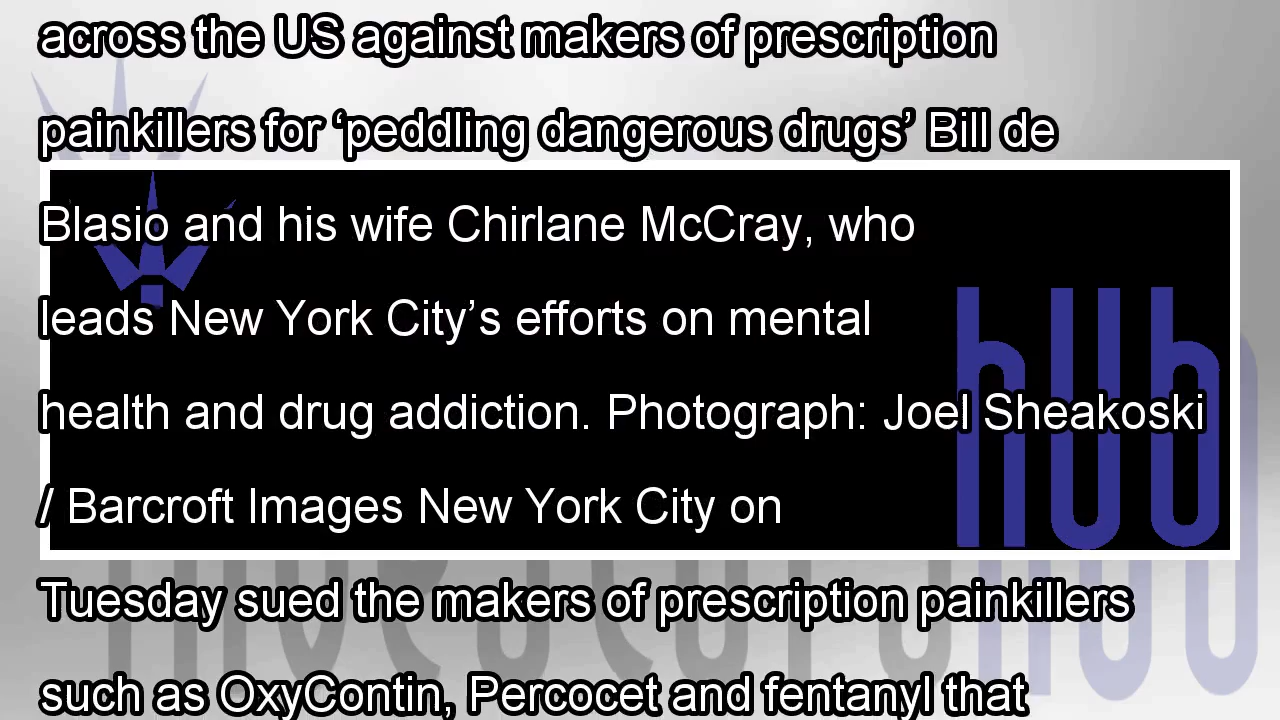 across the US against makers of prescription
painkillers for ‘peddling dangerous drugs’ Bill de
Blasio and his wife Chirlane McCray, who
leads New York City’s efforts on mental
health and drug addiction. Photograph: Joel Sheakoski
/ Barcroft Images New York City on
Tuesday sued the makers of prescription painkillers
such as OxyContin, Percocet and fentanyl that
hub